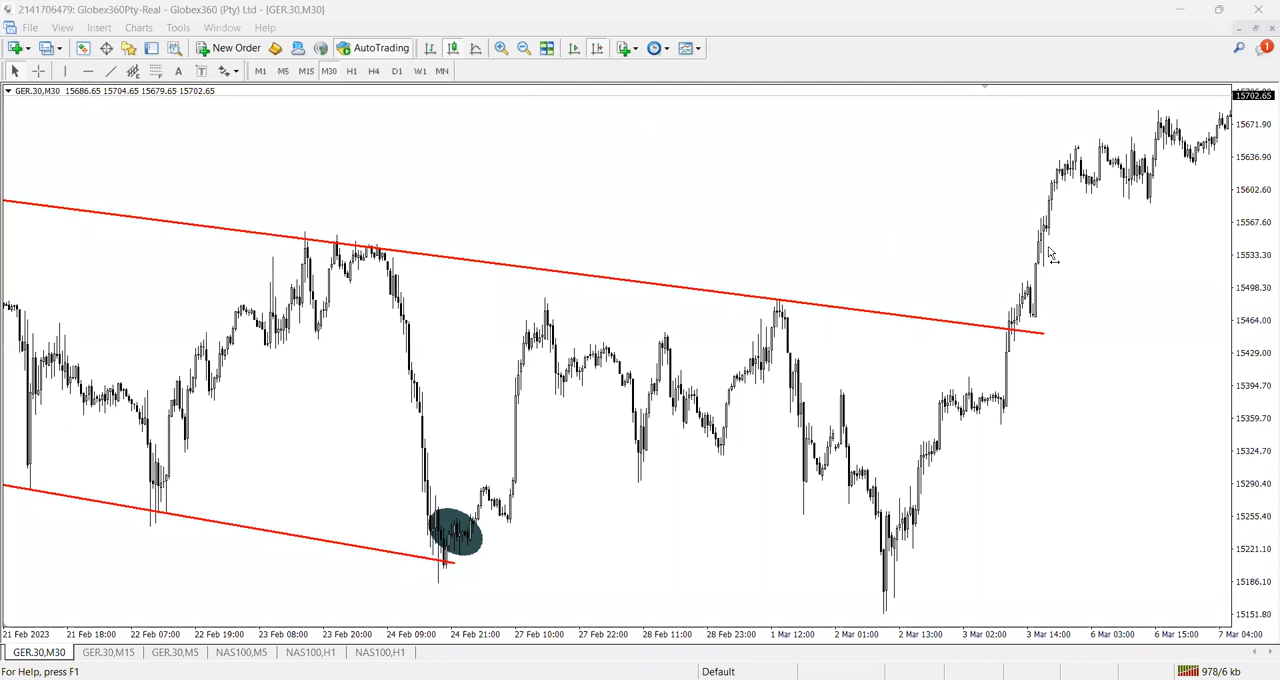 2141706479: Globex360Pty-Real - Globex360 (Pty) Ltd - [GER.30,M30]
File View Insert Charts Tools Window Help
New Order AutoTrading
A T M1 M5 M15 M30 H1 H4 D1 W1 MN
1
GER.30,M30 15686.65 15704.65 15679.65 15702.65
15702.65
15671.90
15636.90
15602.60
15567.60
15533.30
15498.30
15464.00
15429.00
15394.70
15359.70
15324.70
15290.40
15255.40
15221.10
15186.10
15151.80
21 Feb 2023 21 Feb 18:00 22 Feb 07:00 22 Feb 19:00 23 Feb 08:00 23 Feb 20:00 24 Feb 09:00 24 Feb 21:00 27 Feb 10:00 27 Feb 22:00 28 Feb 11:00 28 Feb 23:00 1 Mar 12:00 2 Mar 01:00 2 Mar 13:00 3 Mar 02:00 3 Mar 14:00 6 Mar 03:00 6 Mar 15:00 7 Mar 04:00
GER.30,M30 GER.30,M15 GER.30,M5 NAS100,M5 NAS100,H1 NAS100,H1
For Help, press F1 Default 978/6 kb